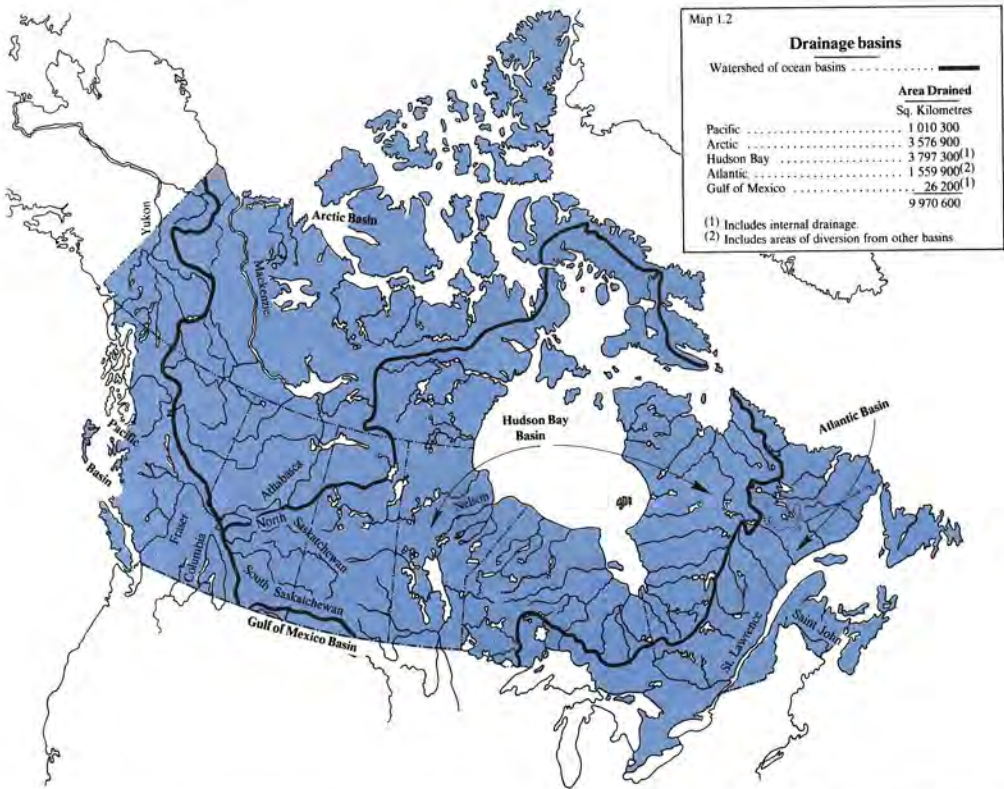 Map 1.2
Drainage basins
Watershed of ocean basins ..........
Area Drained
Sq. Kilometres
Pacific .................... 1 010 300
Arctic .................... 3 576 900
Hudson Bay .................... 3 797 300(1)
Atlantic .................... 1 559 900(2)
Gulf of Mexico .................... 26 200(1)
9 970 600
(1) Includes internal drainage
(2) Includes areas of diversion from other basins
Yukon
Arctic Basin
Mackenzie
Pacific
Basin
Hudson Bay
Basin
Atlantic Basin
Athabasca
Nelson
North
Saskatchewan
Fraser
Columbia
South Saskatchewan
Gulf of Mexico Basin
St. Lawrence
Saint John